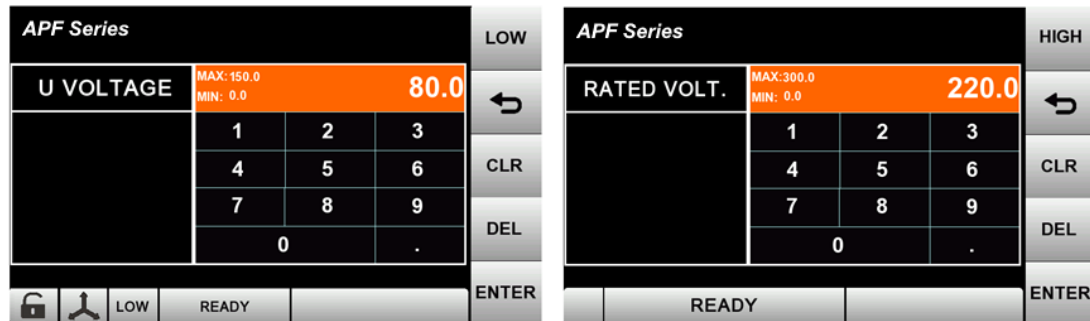 APF Series
LOW
U VOLTAGE
MAX:150.0
MIN: 0.0
80.0
1 2 3
4 5 6
CLR
7 8 9
DEL
0 .
ENTER
LOW
READY
APF Series
HIGH
RATED VOLT.
MAX:300.0
MIN: 0.0
220.0
1 2 3
4 5 6
CLR
7 8 9
DEL
0 .
ENTER
READY